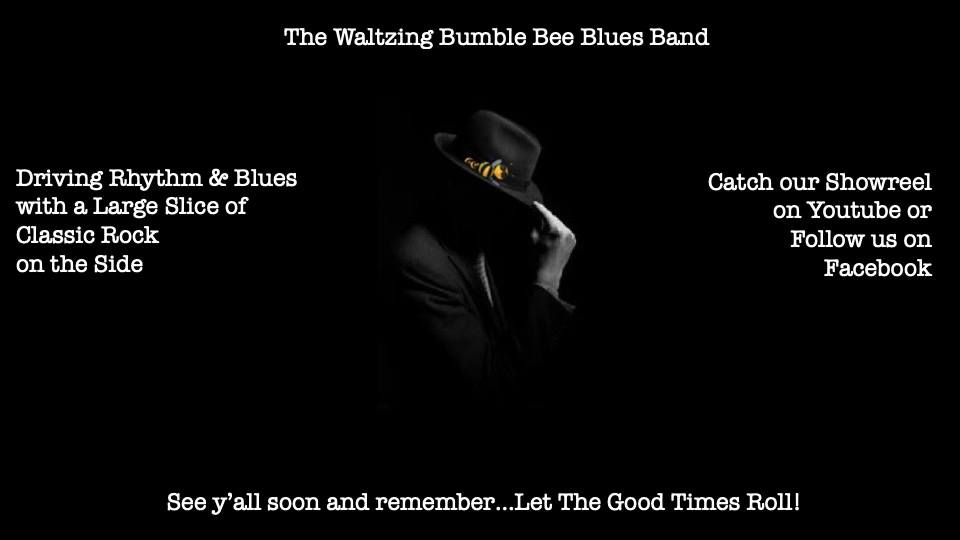 The Waltzing Bumble Bee Blues Band
Driving Rhythm & Blues
with a Large Slice of
Classic Rock
on the Side
Catch our Showreel
on Youtube or
Follow us on
Facebook
See y'all soon and remember...Let The Good Times Roll!